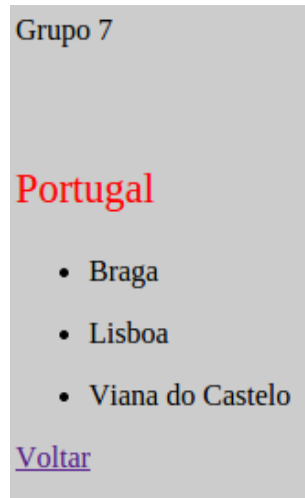 Grupo 7
Portugal
• Braga
• Lisboa
• Viana do Castelo
Voltar